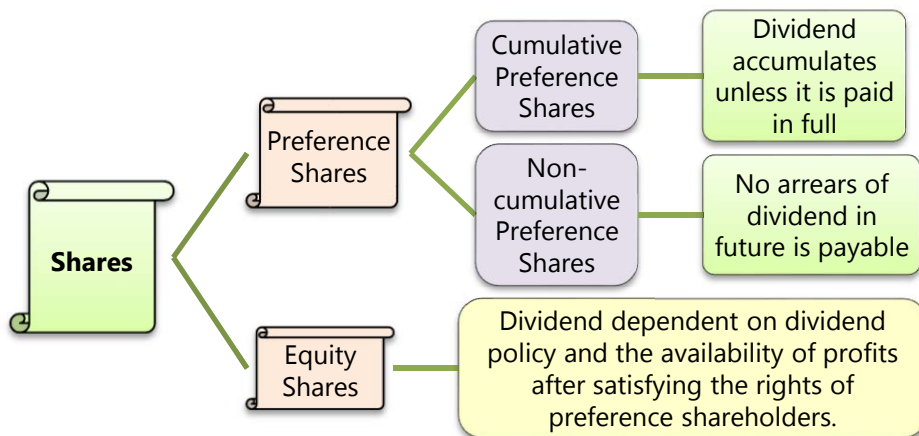 Shares
Preference
Shares
Cumulative
Preference
Shares
Dividend
accumulates
unless it is paid
in full
Non-
cumulative
Preference
Shares
No arrears of
dividend in
future is payable
Equity
Shares
Dividend dependent on dividend
policy and the availability of profits
after satisfying the rights of
preference shareholders.